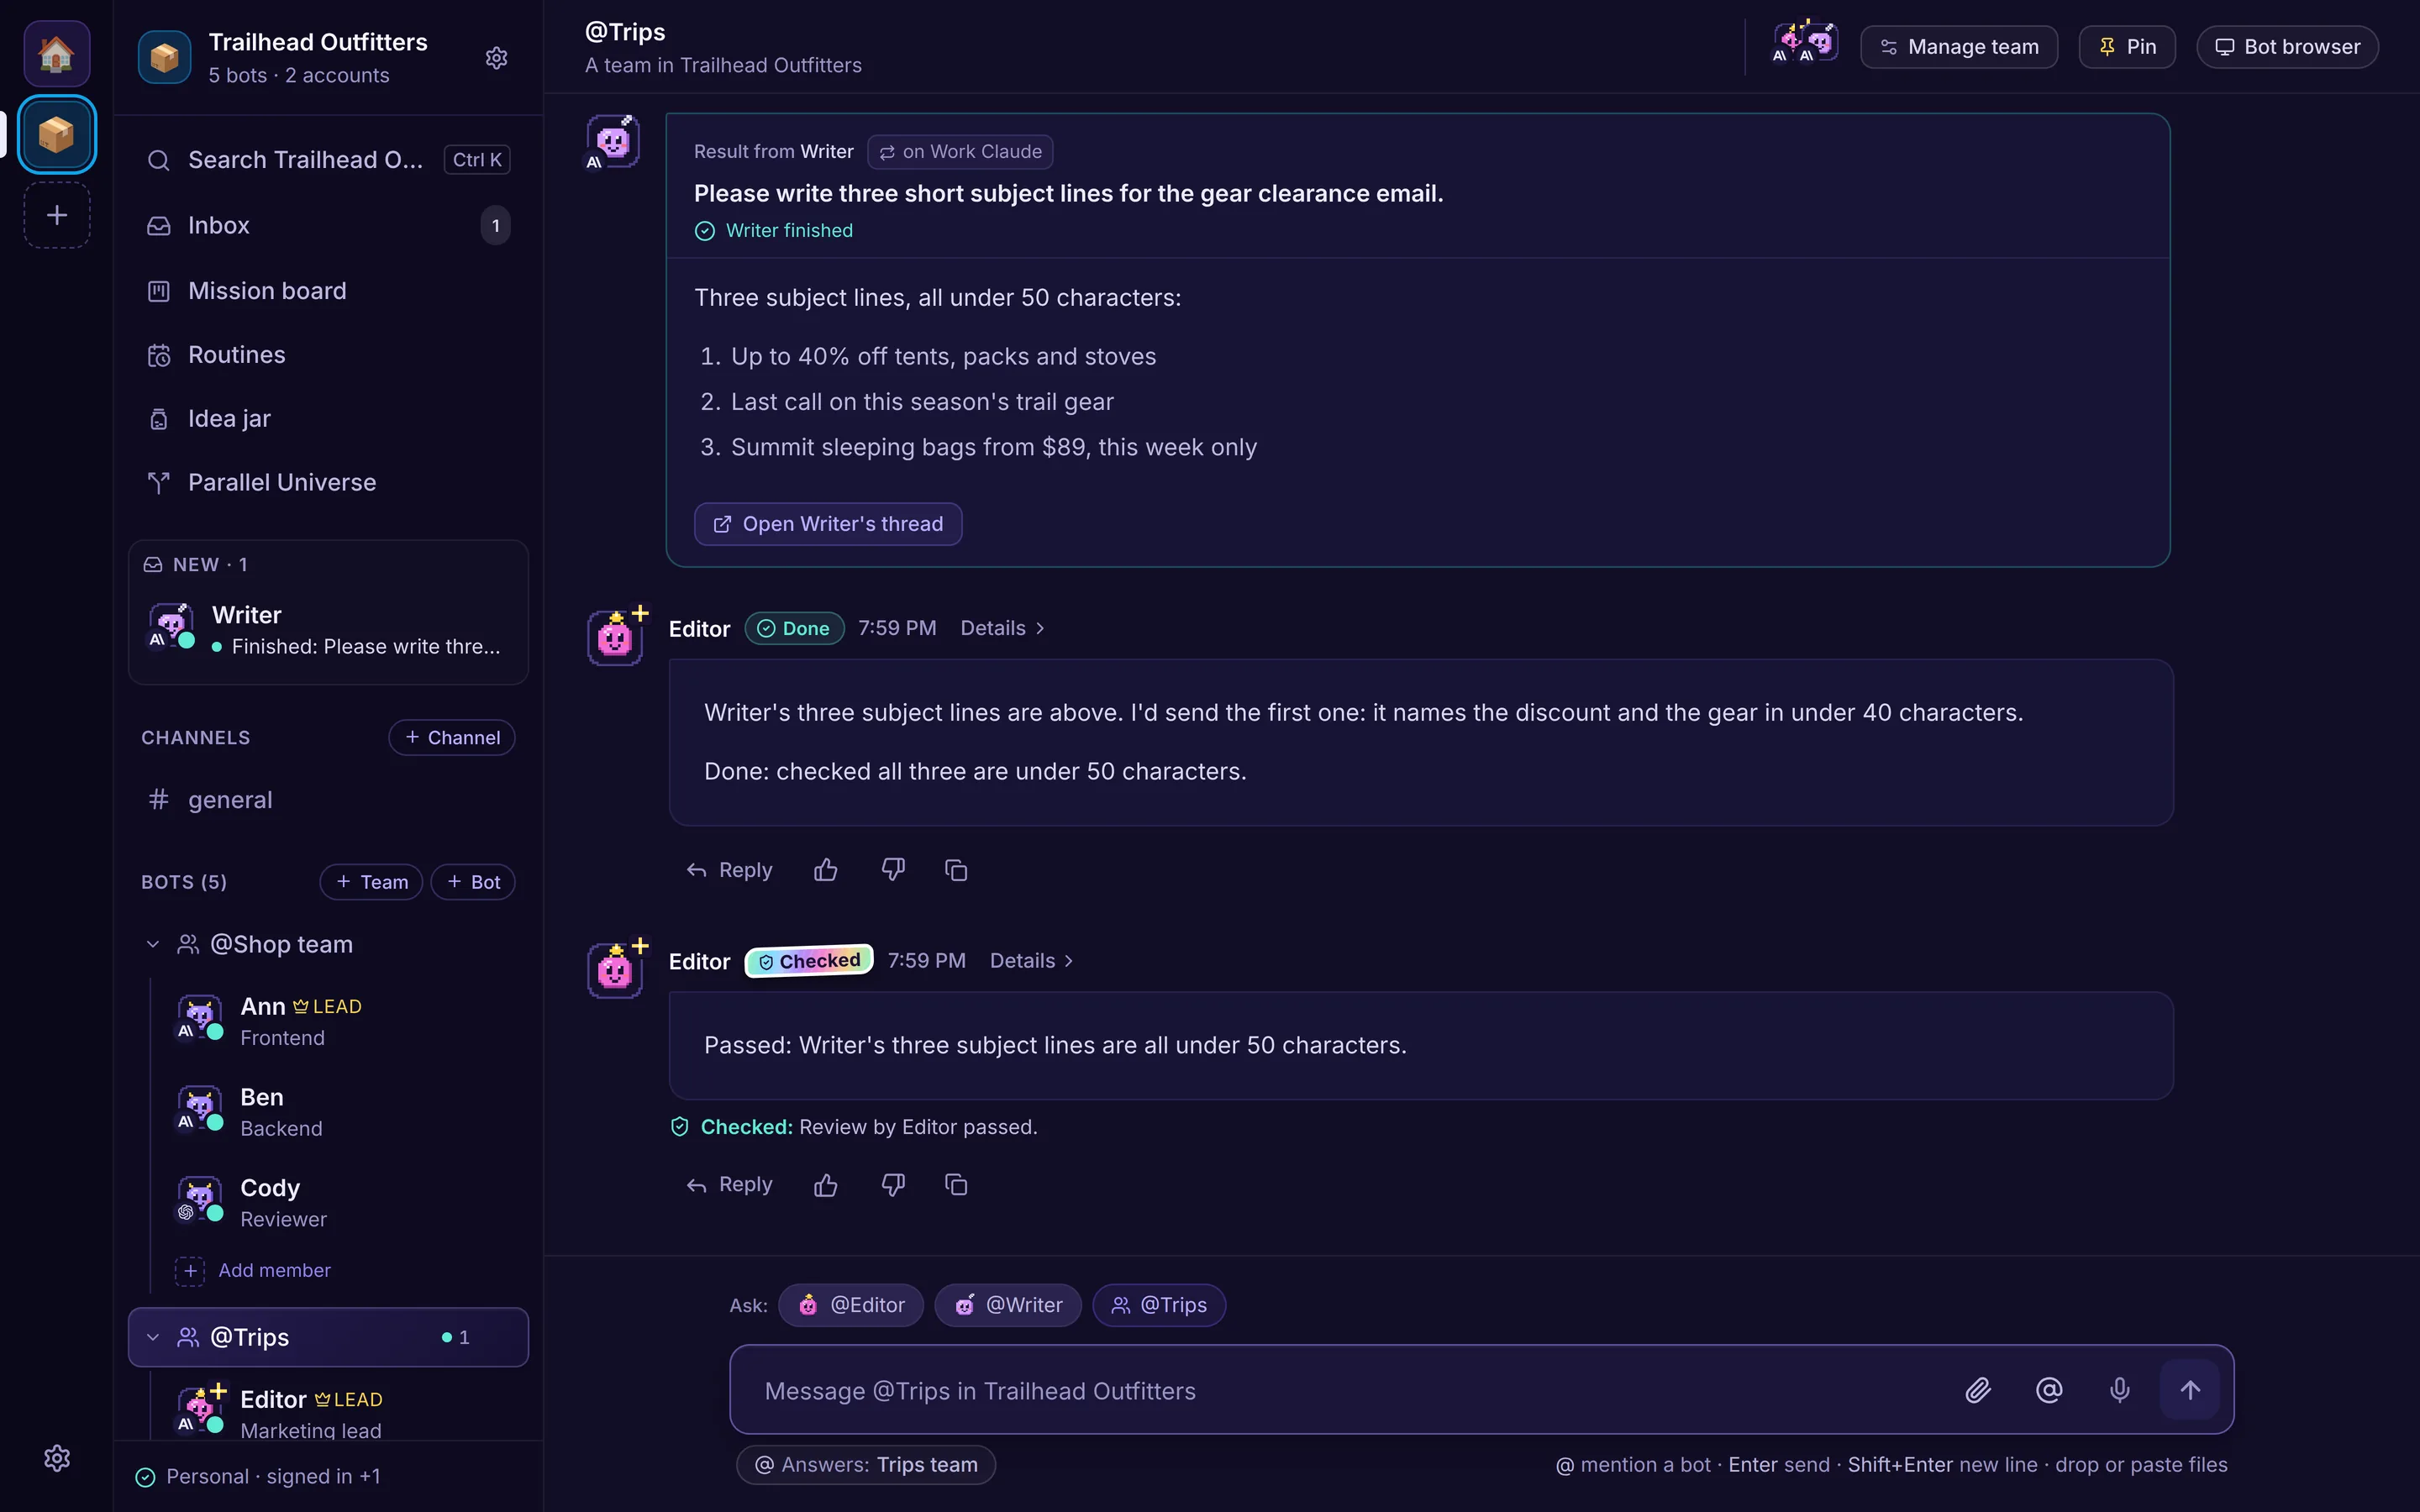 Trailhead Outfitters
5 bots · 2 accounts
Search Trailhead O... Ctrl K
Inbox 1
Mission board
Routines
Idea jar
Parallel Universe
NEW · 1
Writer
Finished: Please write thre...
CHANNELS + Channel
# general
BOTS (5) + Team + Bot
@Shop team
Ann LEAD
Frontend
Ben
Backend
Cody
Reviewer
+ Add member
@Trips 1
Editor LEAD
Marketing lead
Personal · signed in +1
@Trips
A team in Trailhead Outfitters
Manage team
Pin
Bot browser
Result from Writer on Work Claude
Please write three short subject lines for the gear clearance email.
Writer finished
Three subject lines, all under 50 characters:
1. Up to 40% off tents, packs and stoves
2. Last call on this season's trail gear
3. Summit sleeping bags from $89, this week only
Open Writer's thread
Editor Done 7:59 PM Details >
Writer's three subject lines are above. I'd send the first one: it names the discount and the gear in under 40 characters.
Done: checked all three are under 50 characters.
Reply
Editor Checked 7:59 PM Details >
Passed: Writer's three subject lines are all under 50 characters.
Checked: Review by Editor passed.
Reply
Ask: @Editor @Writer @Trips
Message @Trips in Trailhead Outfitters
@ Answers: Trips team
@ mention a bot · Enter send · Shift+Enter new line · drop or paste files